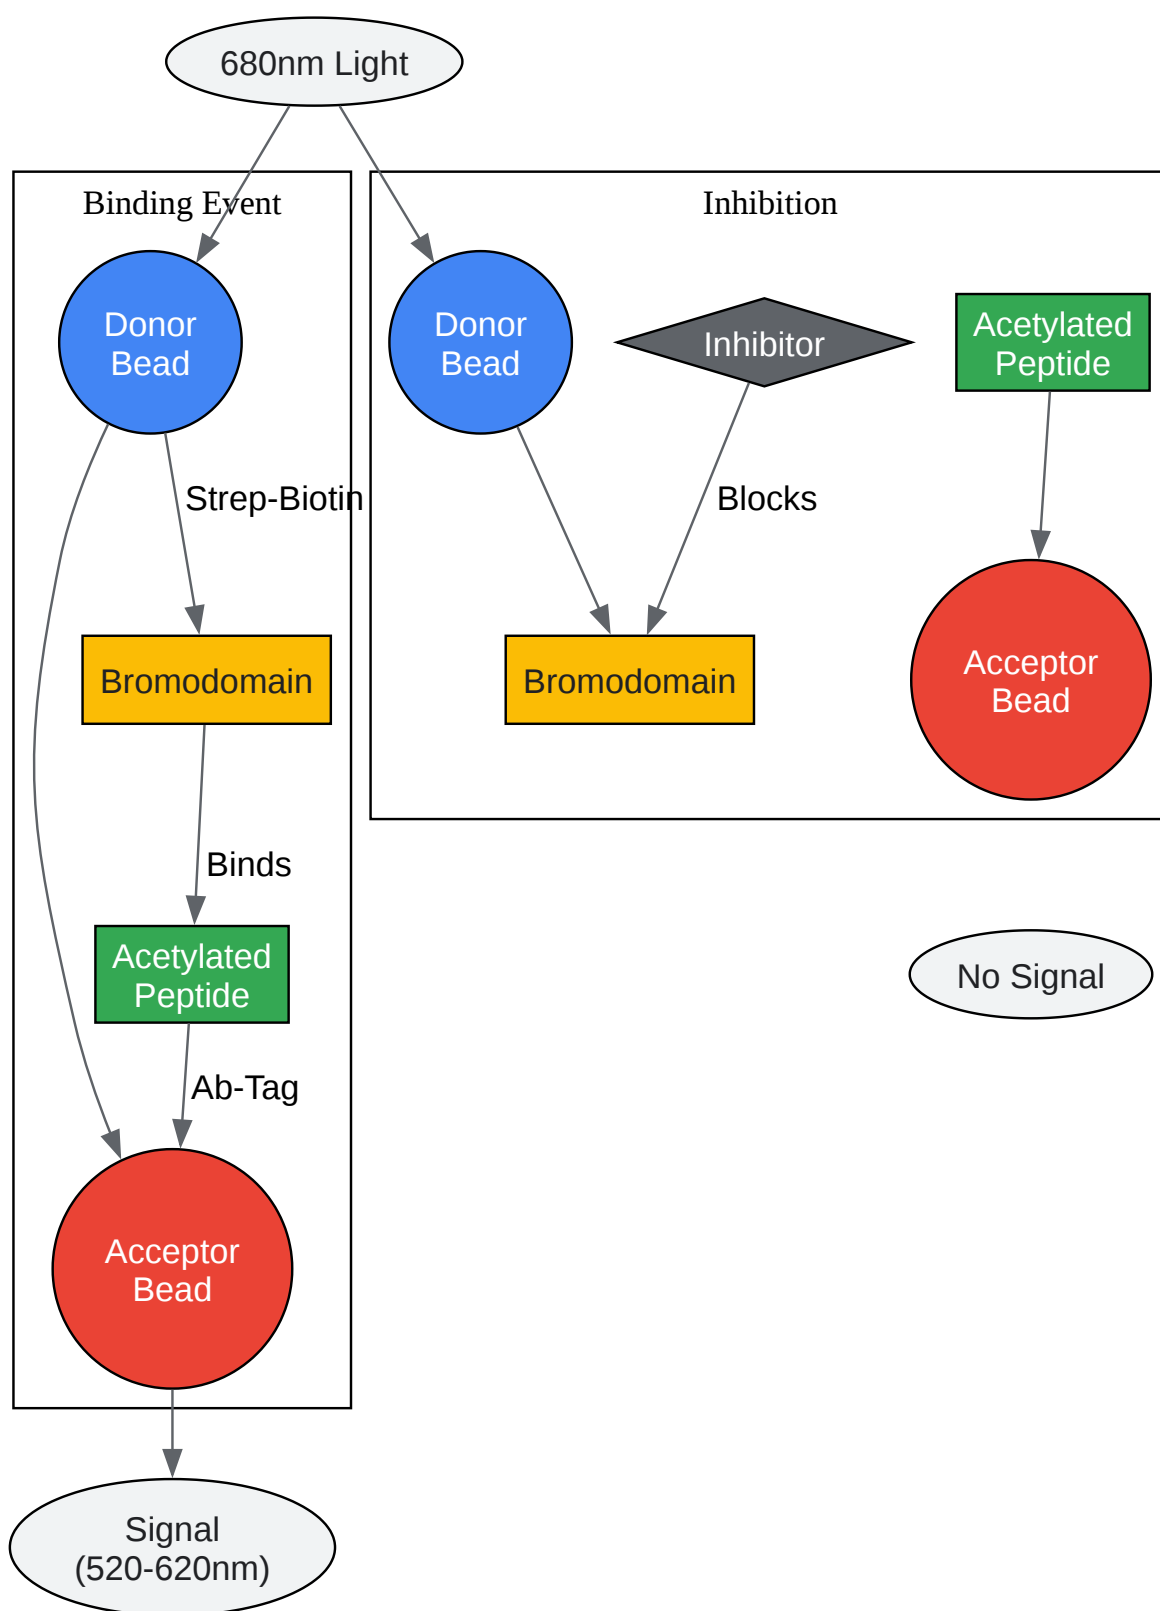 680nm Light
Binding Event
Inhibition
Donor
Bead
Donor
Bead
Inhibitor
Acetylated
Peptide
Strep-Biotin
Blocks
Bromodomain
Bromodomain
Acceptor
Bead
Binds
Acetylated
Peptide
No Signal
Ab-Tag
Acceptor
Bead
Signal
(520-620nm)